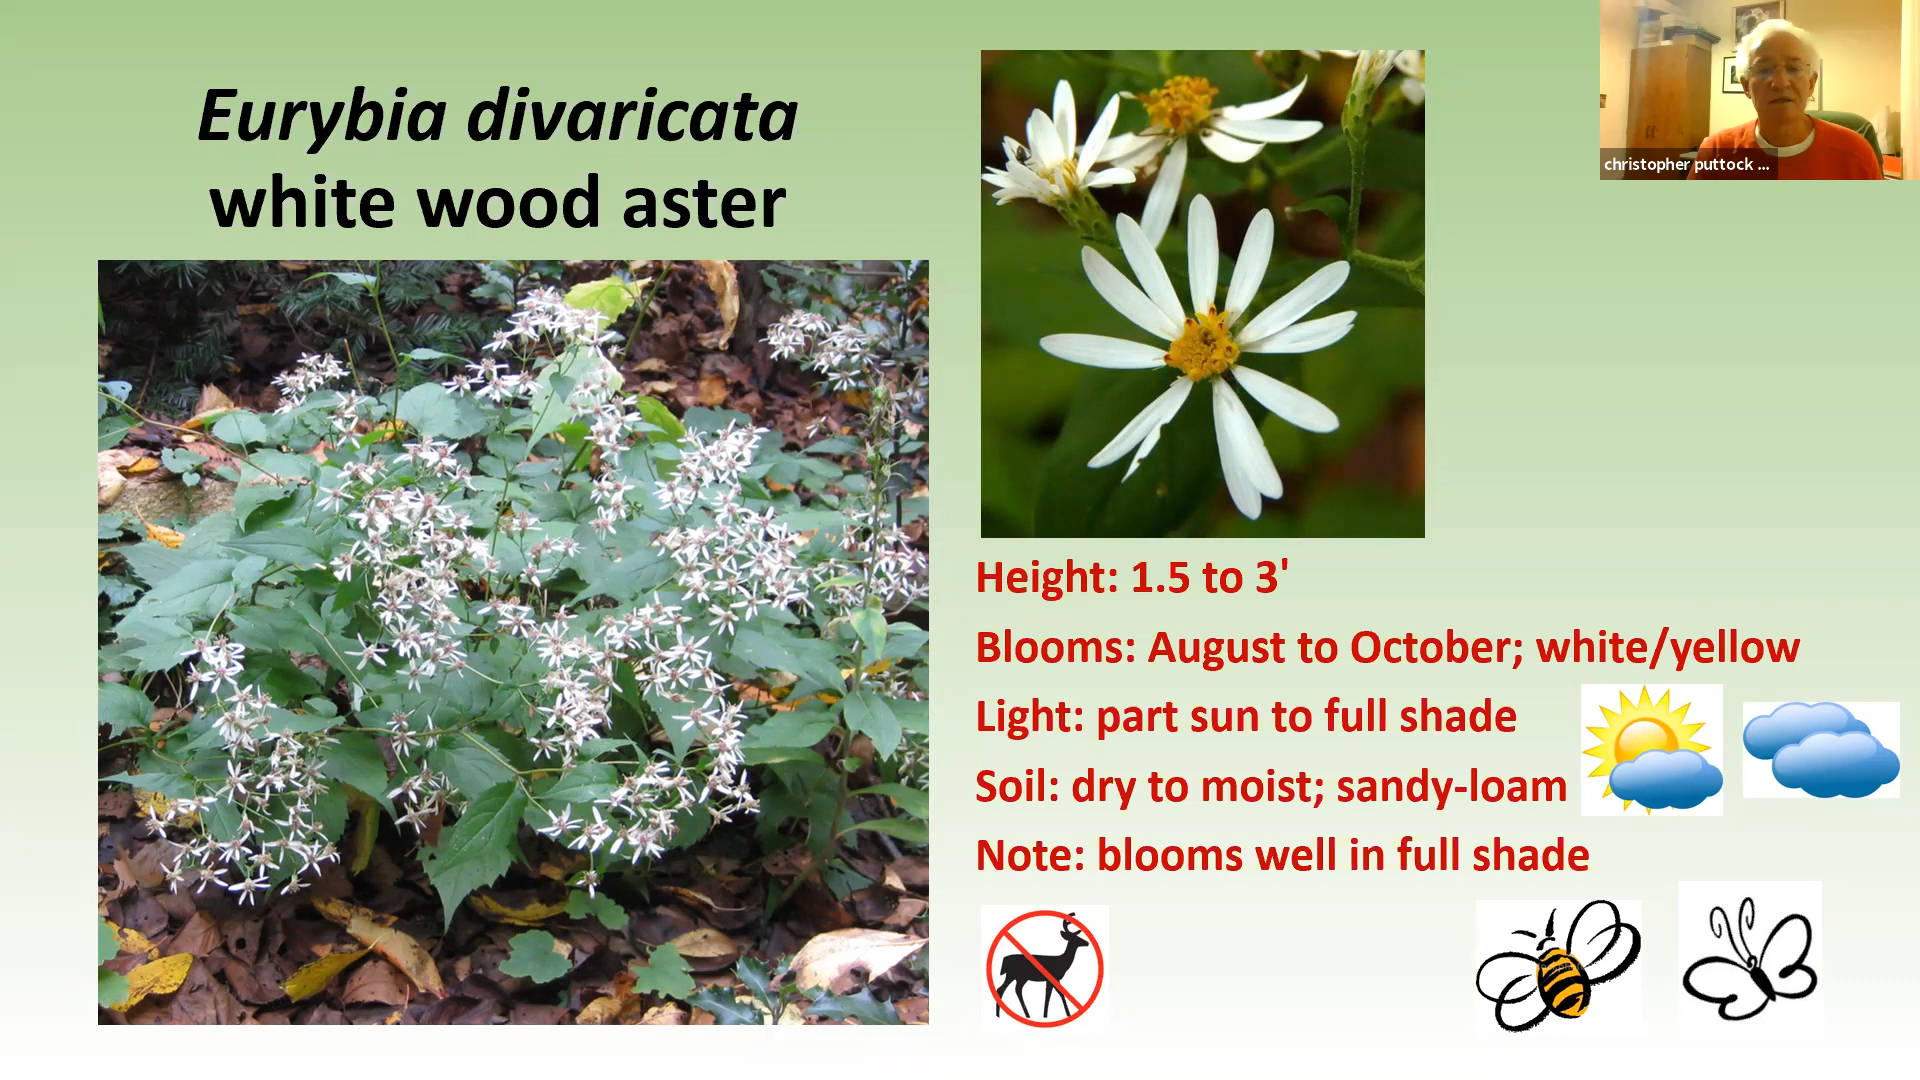 Eurybia divaricata
white wood aster
christopher puttock ...
Height: 1.5 to 3'
Blooms: August to October; white/yellow
Light: part sun to full shade
Soil: dry to moist; sandy-loam
Note: blooms well in full shade